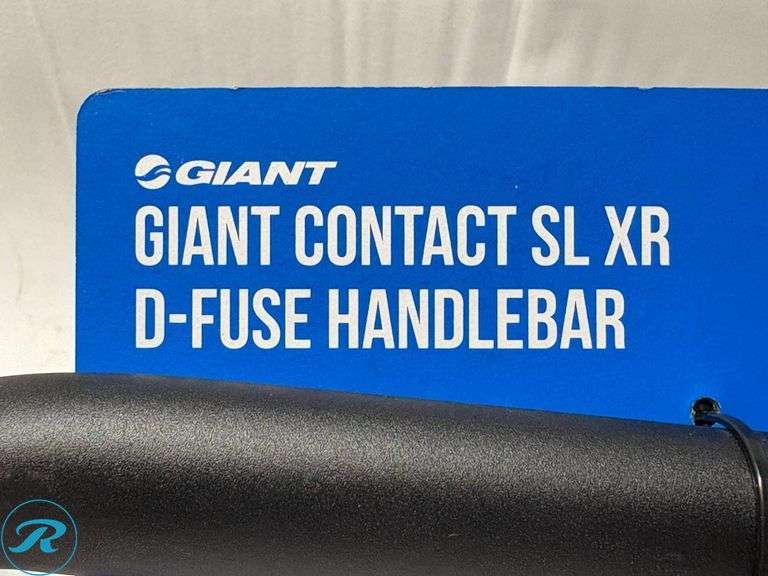 GIANT
GIANT CONTACT SL XR
D-FUSE HANDLEBAR
R